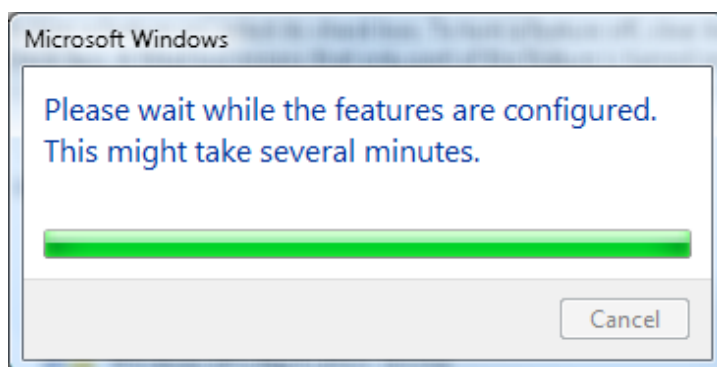 Microsoft Windows
Please wait while the features are configured.
This might take several minutes.
Cancel